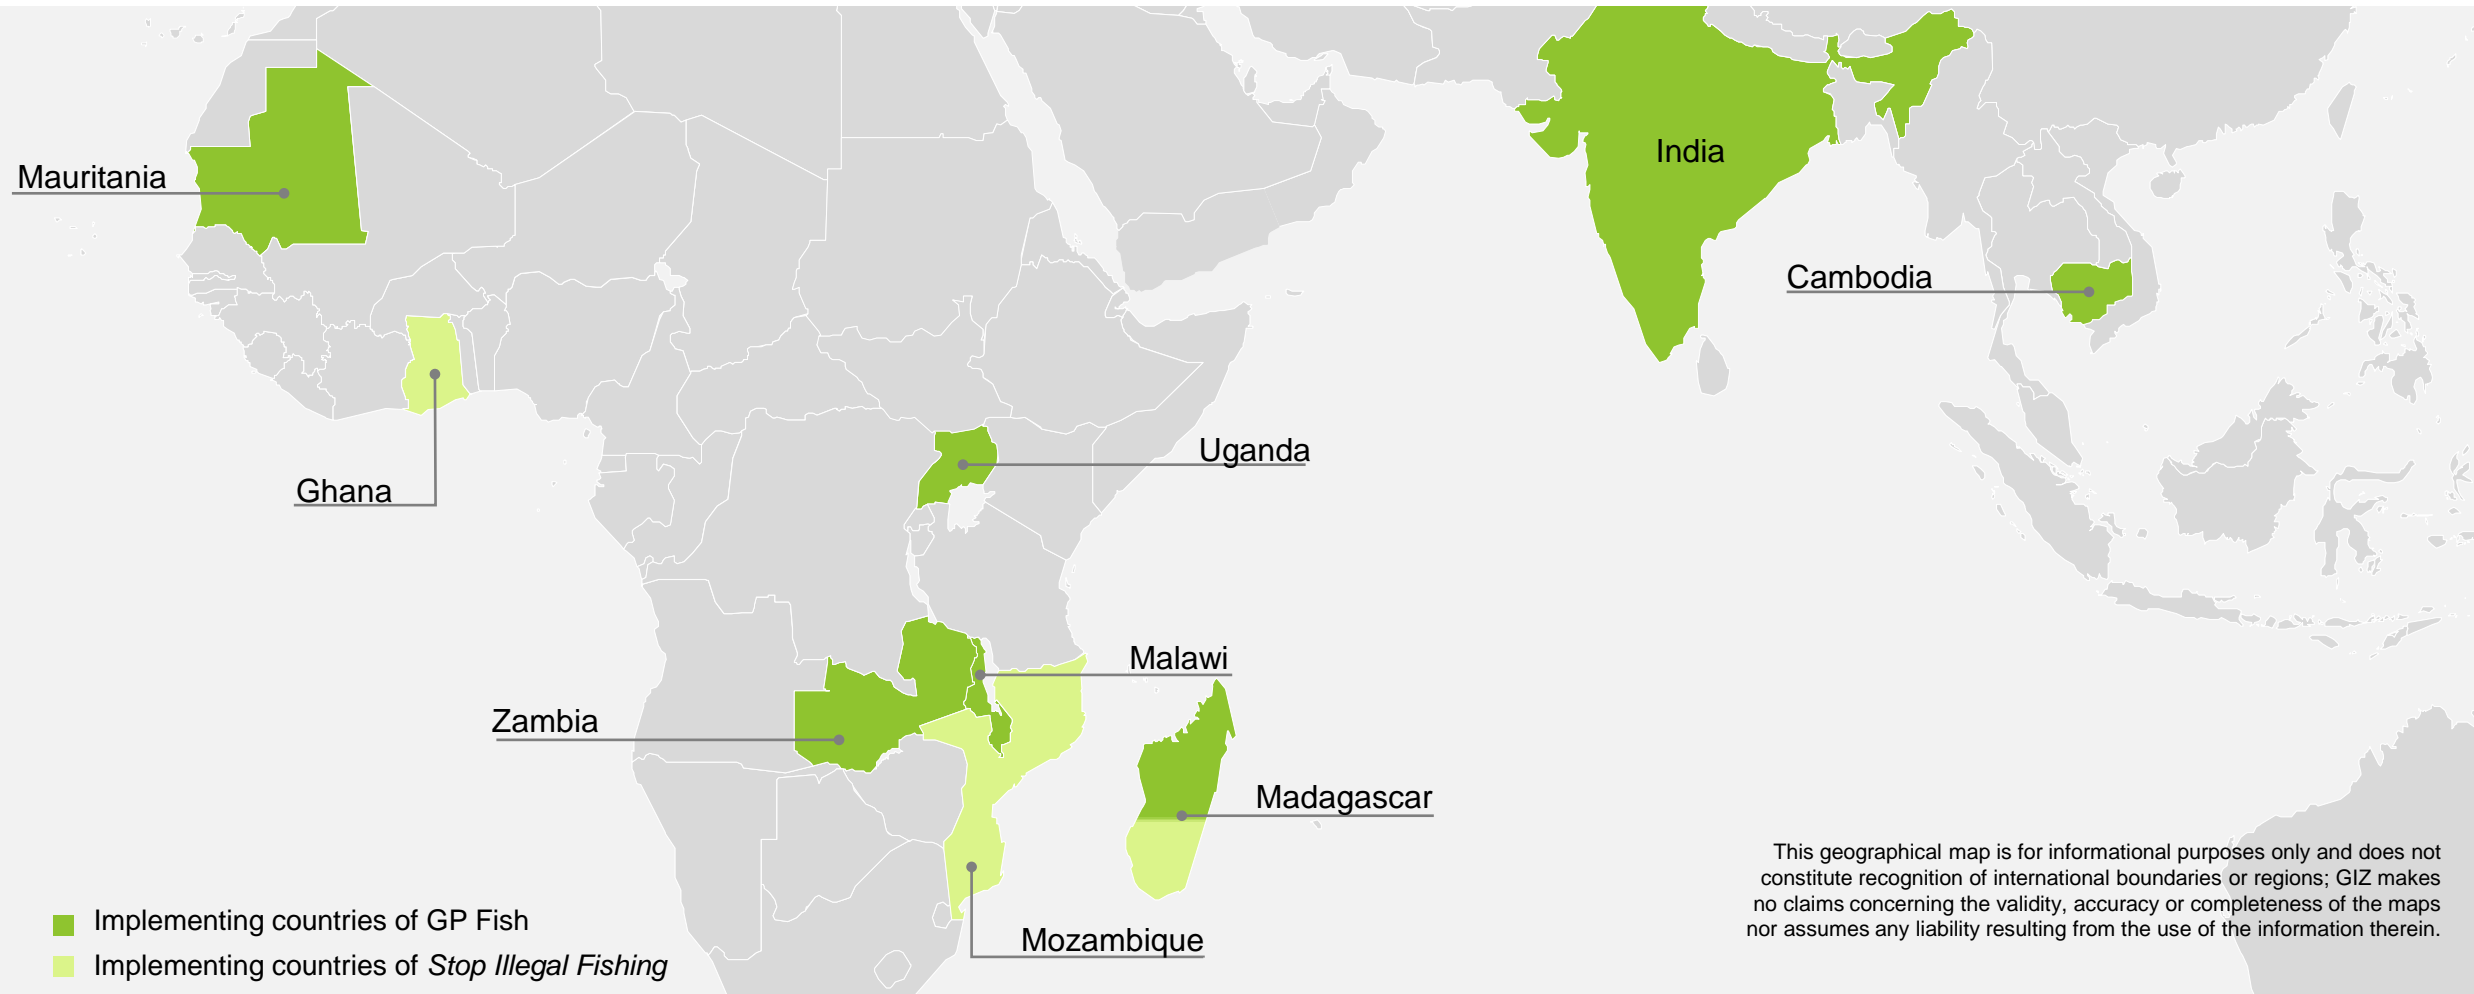 India
Mauritania
Cambodia
Uganda
Ghana
Malawi
Zambia
Madagascar
This geographical map is for informational purposes only and does not
constitute recognition of international boundaries or regions; GIZ makes
no claims concerning the validity, accuracy or completeness of the maps
nor assumes any liability resulting from the use of the information therein.
Implementing countries of GP Fish
Mozambique
Implementing countries of Stop Illegal Fishing